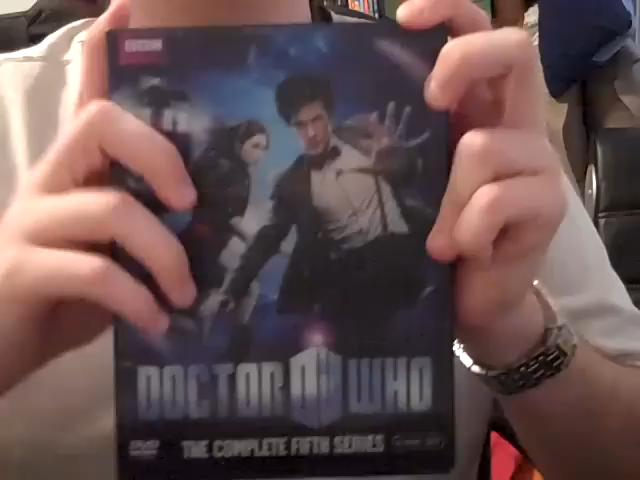 BBC
DOCTOR WHO
DVD THE COMPLETE FIFTH SERIES